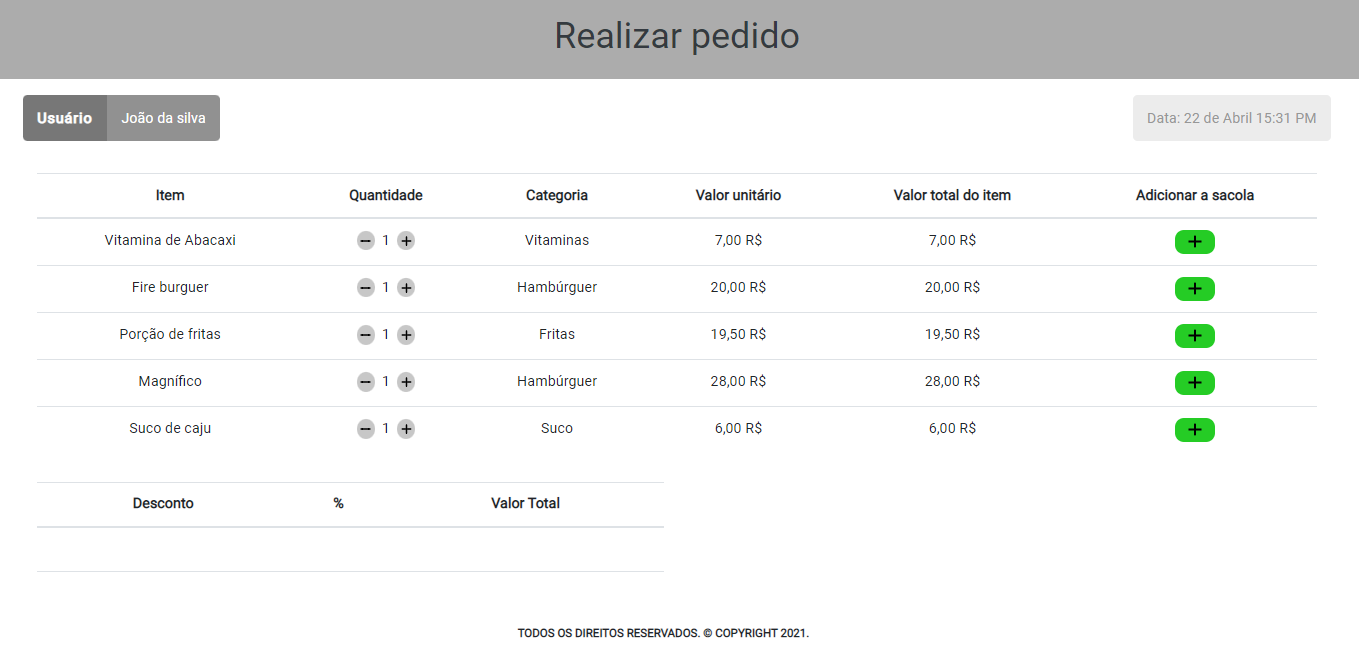 Realizar pedido
Usuário João da silva Data: 22 de Abril 15:31 PM
Item Quantidade Categoria Valor unitário Valor total do item Adicionar a sacola
Vitamina de Abacaxi − 1 + Vitaminas 7,00 R$ 7,00 R$ +
Fire burguer − 1 + Hambúrguer 20,00 R$ 20,00 R$ +
Porção de fritas − 1 + Fritas 19,50 R$ 19,50 R$ +
Magnífico − 1 + Hambúrguer 28,00 R$ 28,00 R$ +
Suco de caju − 1 + Suco 6,00 R$ 6,00 R$ +
Desconto % Valor Total
TODOS OS DIREITOS RESERVADOS. © COPYRIGHT 2021.